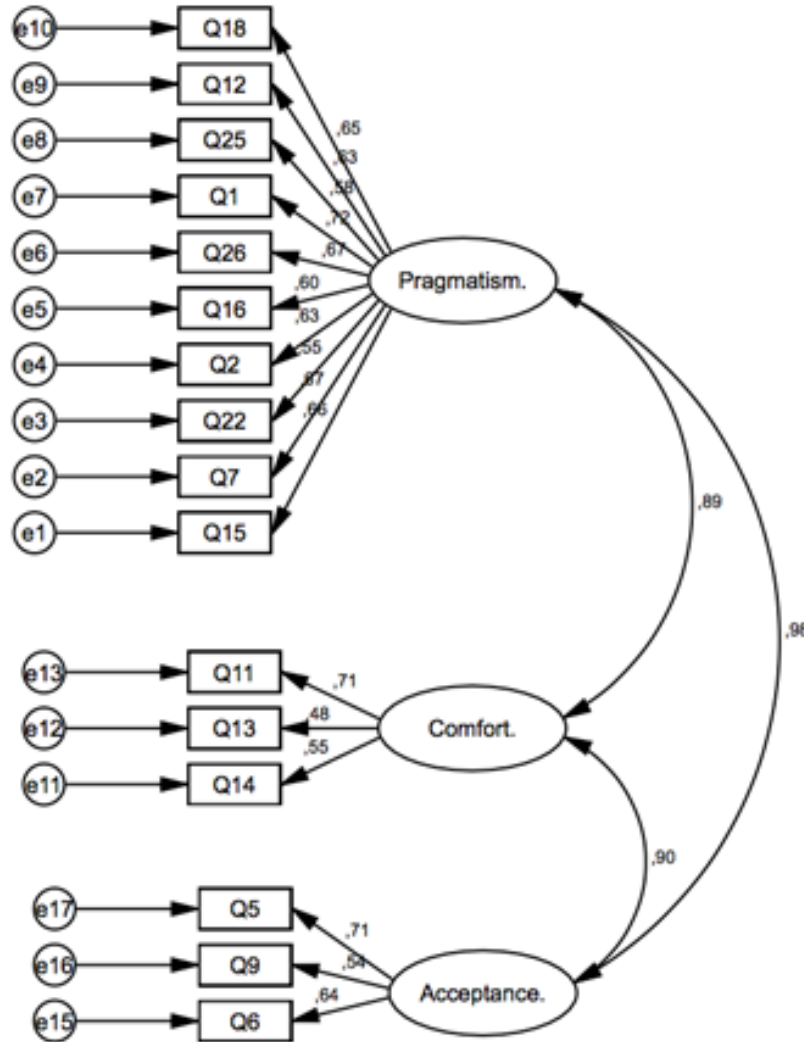 e10 Q18
,65
e9 Q12
,63
e8 Q25
,58
e7 Q1
,72
e6 Q26
,67
Pragmatism.
e5 Q16
,60
,63
e4 Q2
,55
,67
e3 Q22
,66
e2 Q7
e1 Q15
,89
,98
e13 Q11
,71
e12 Q13
,48
Comfort.
,55
e11 Q14
,90
e17 Q5
,71
e16 Q9
,54
Acceptance.
,64
e15 Q6